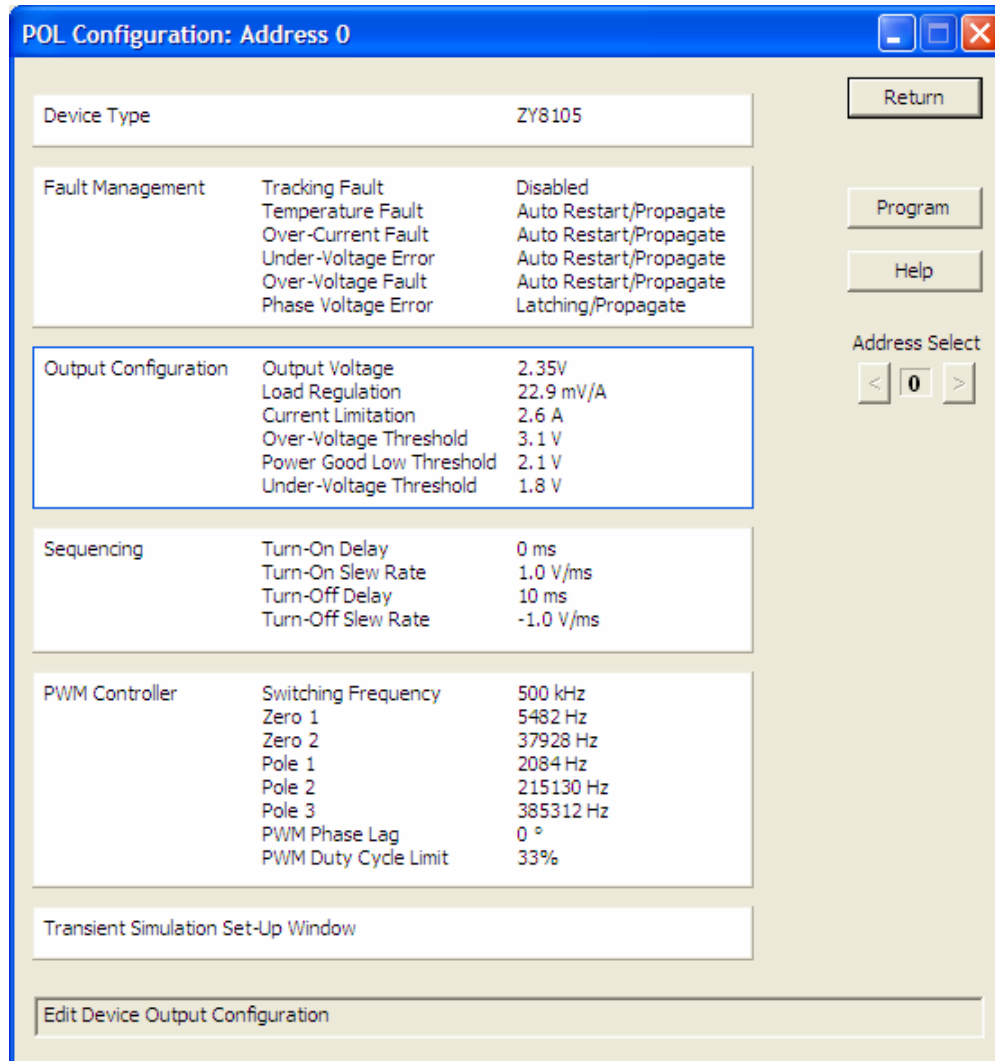 POL Configuration: Address 0
Return
Device Type ZY8105
Fault Management Tracking Fault Disabled
Temperature Fault Auto Restart/Propagate
Over-Current Fault Auto Restart/Propagate
Under-Voltage Error Auto Restart/Propagate
Over-Voltage Fault Auto Restart/Propagate
Phase Voltage Error Latching/Propagate
Program
Help
Address Select
< 0 >
Output Configuration Output Voltage 2.35V
Load Regulation 22.9 mV/A
Current Limitation 2.6 A
Over-Voltage Threshold 3.1 V
Power Good Low Threshold 2.1 V
Under-Voltage Threshold 1.8 V
Sequencing Turn-On Delay 0 ms
Turn-On Slew Rate 1.0 V/ms
Turn-Off Delay 10 ms
Turn-Off Slew Rate -1.0 V/ms
PWM Controller Switching Frequency 500 kHz
Zero 1 5482 Hz
Zero 2 37928 Hz
Pole 1 2084 Hz
Pole 2 215130 Hz
Pole 3 385312 Hz
PWM Phase Lag 0 °
PWM Duty Cycle Limit 33%
Transient Simulation Set-Up Window
Edit Device Output Configuration